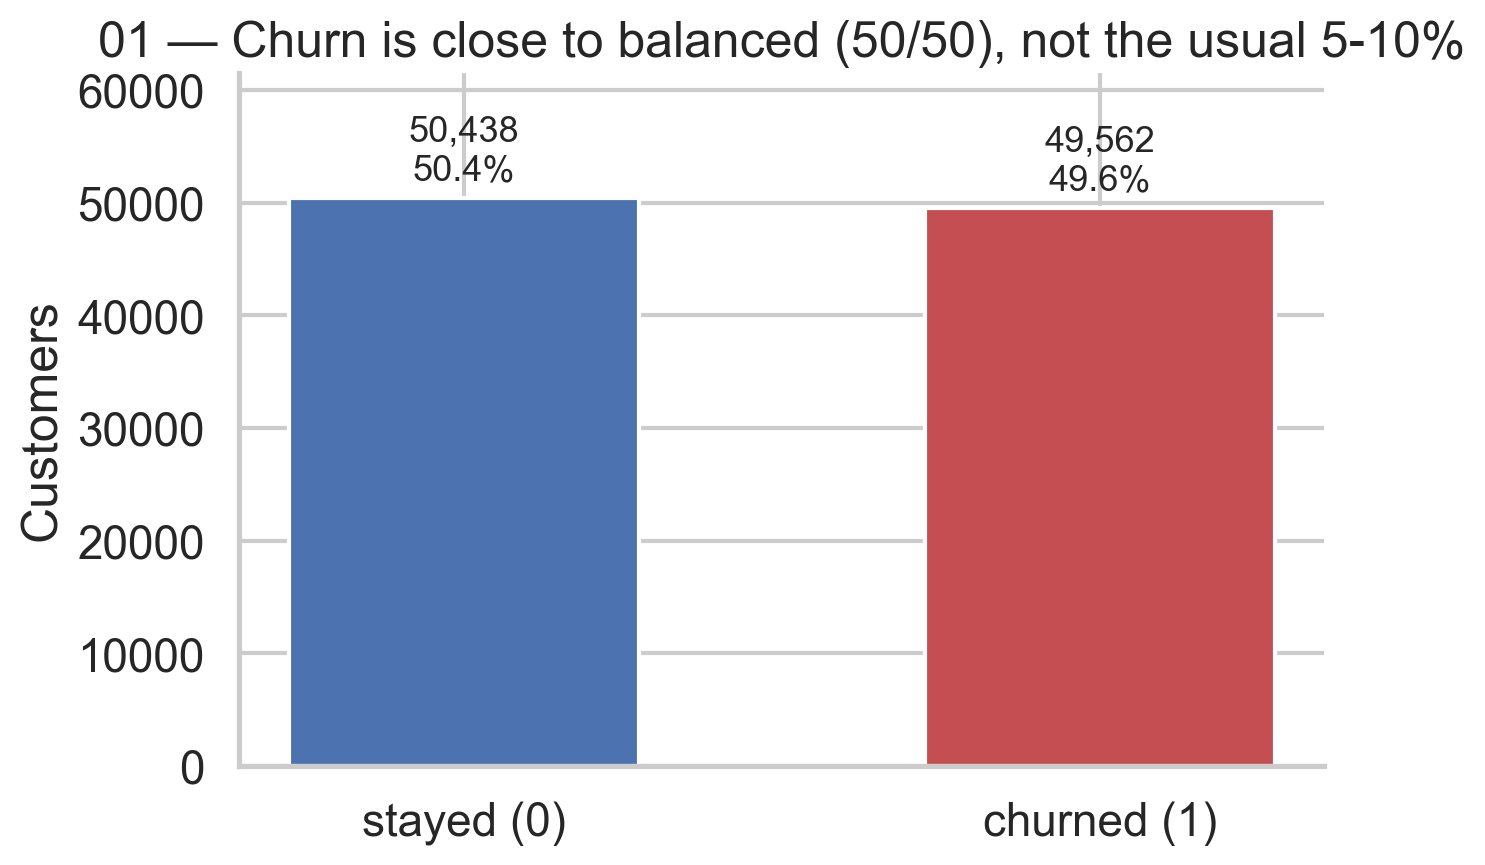 01 — Churn is close to balanced (50/50), not the usual 5-10%
60000
50,438
50.4%
49,562
49.6%
50000
40000
30000
20000
10000
0
Customers
stayed (0)
churned (1)